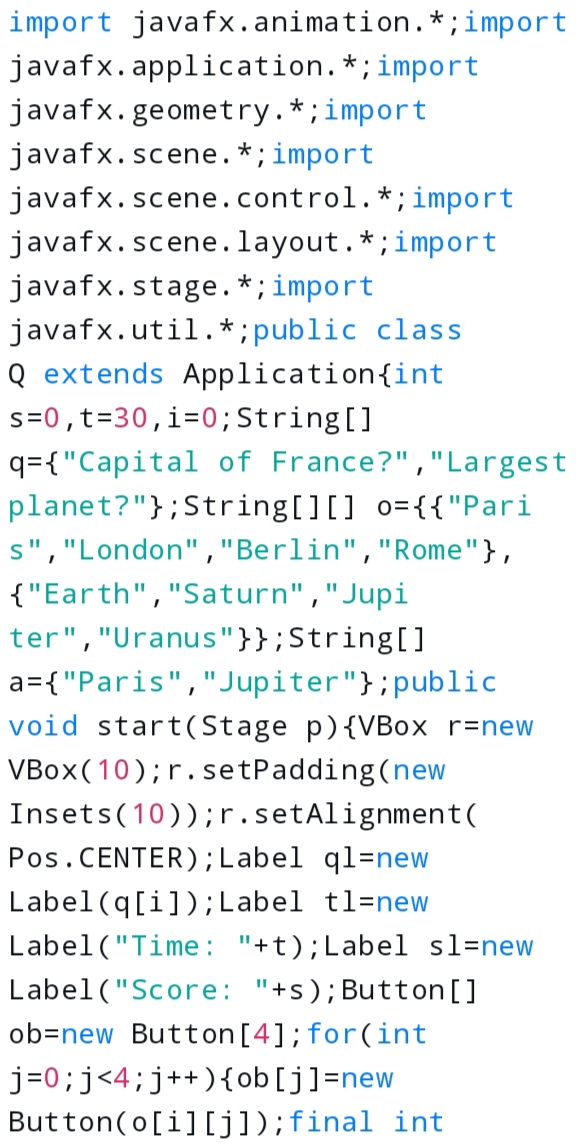 import javafx.animation.*;import
javafx.application.*;import
javafx.geometry.*;import
javafx.scene.*;import
javafx.scene.control.*;import
javafx.scene.layout.*;import
javafx.stage.*;import
javafx.util.*;public class
Q extends Application{int
s=0,t=30,i=0;String[]
q={"Capital of France?","Largest
planet?"};String[][] o={{"Pari
s","London","Berlin","Rome"},
{"Earth","Saturn","Jupi
ter","Uranus"}};String[]
a={"Paris","Jupiter"};public
void start(Stage p){VBox r=new
VBox(10);r.setPadding(new
Insets(10));r.setAlignment(
Pos.CENTER);Label ql=new
Label(q[i]);Label tl=new
Label("Time: "+t);Label sl=new
Label("Score: "+s);Button[]
ob=new Button[4];for(int
j=0;j<4;j++){ob[j]=new
Button(o[i][j]);final int